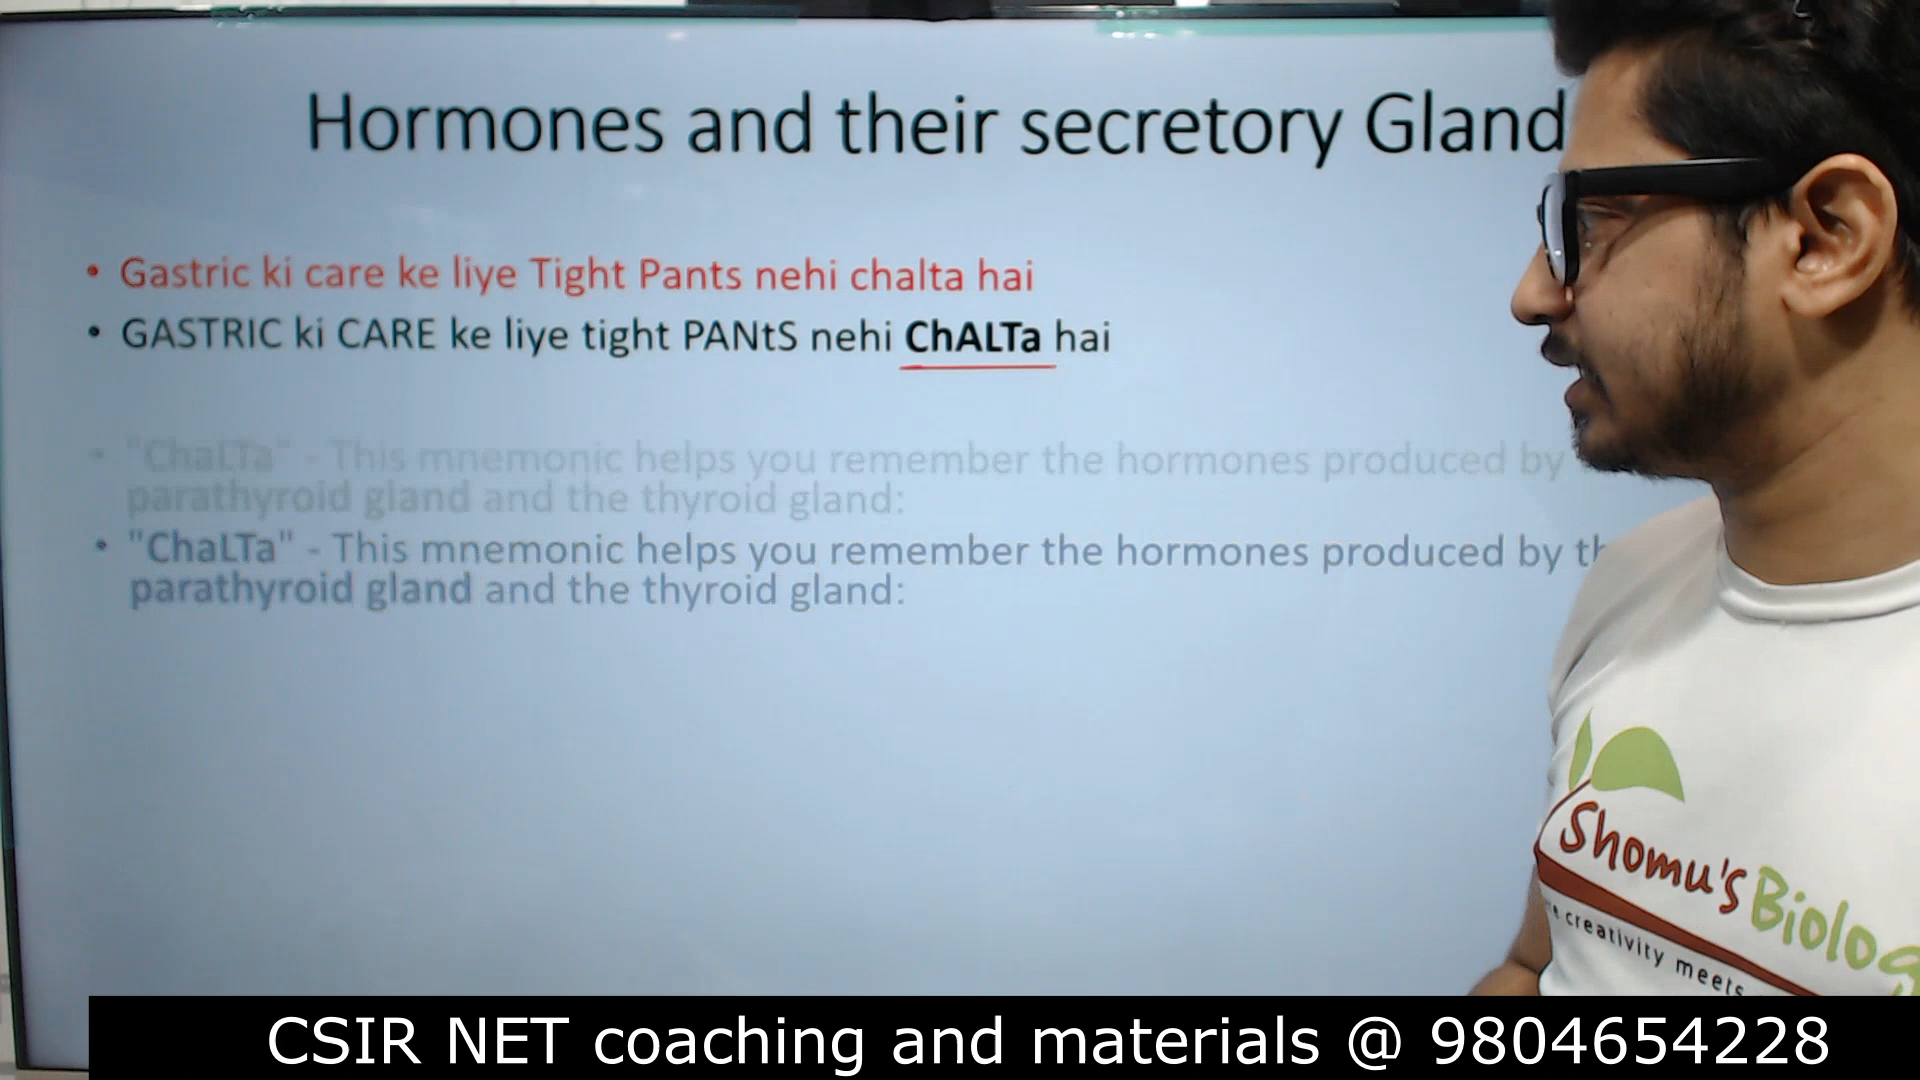 Hormones and their secretory Gland
• Gastric ki care ke liye Tight Pants nehi chalta hai
• GASTRIC ki CARE ke liye tight PANtS nehi ChALTa hai
• "ChaLTa" - This mnemonic helps you remember the hormones produced by
parathyroid gland and the thyroid gland:
• "ChaLTa" - This mnemonic helps you remember the hormones produced by th
parathyroid gland and the thyroid gland:
Shomu's Biolog
creativity meets
CSIR NET coaching and materials @ 9804654228